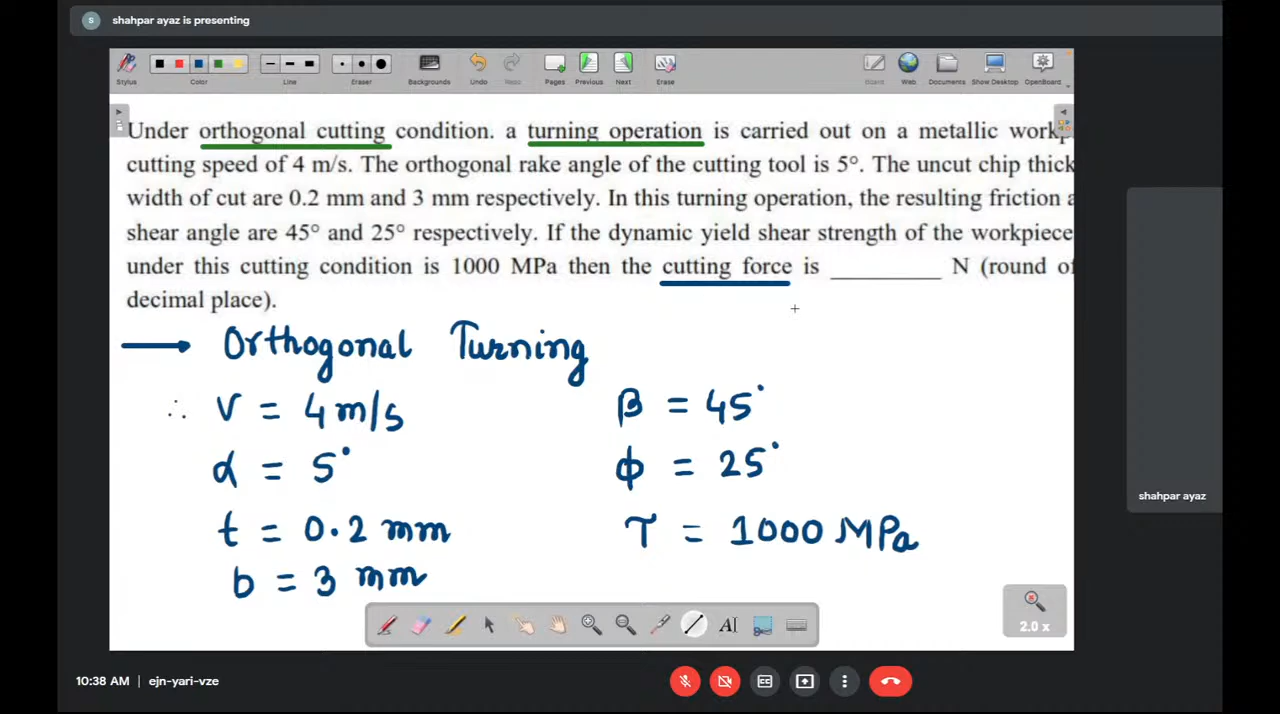 shahpar ayaz is presenting
S
Stylus Color Line Eraser Backgrounds Undo Redo Pages Previous Next Erase Board Web Documents Show Desktop OpenBoard
Under orthogonal cutting condition. a turning operation is carried out on a metallic work
cutting speed of 4 m/s. The orthogonal rake angle of the cutting tool is 5°. The uncut chip thick
width of cut are 0.2 mm and 3 mm respectively. In this turning operation, the resulting friction a
shear angle are 45° and 25° respectively. If the dynamic yield shear strength of the workpiece
under this cutting condition is 1000 MPa then the cutting force is ________ N (round of
decimal place).
→ Orthogonal Turning
∴ V = 4 m/s β = 45°
α = 5° ϕ = 25°
t = 0.2 mm τ = 1000 MPa
b = 3 mm
shahpar ayaz
AI
2.0 x
10:38 AM | ejn-yari-vze